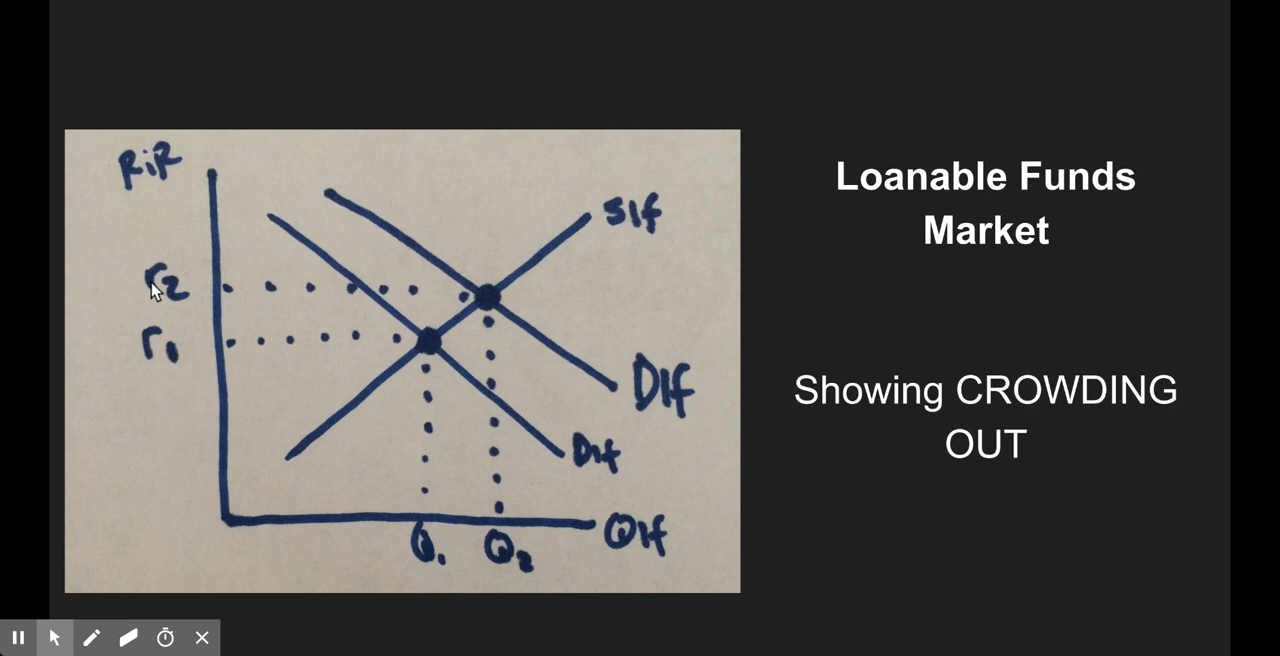 RiR
Slf
r2
r1
Dlf
Dlf
Q1
Q2
Qlf
Loanable Funds
Market
Showing CROWDING
OUT